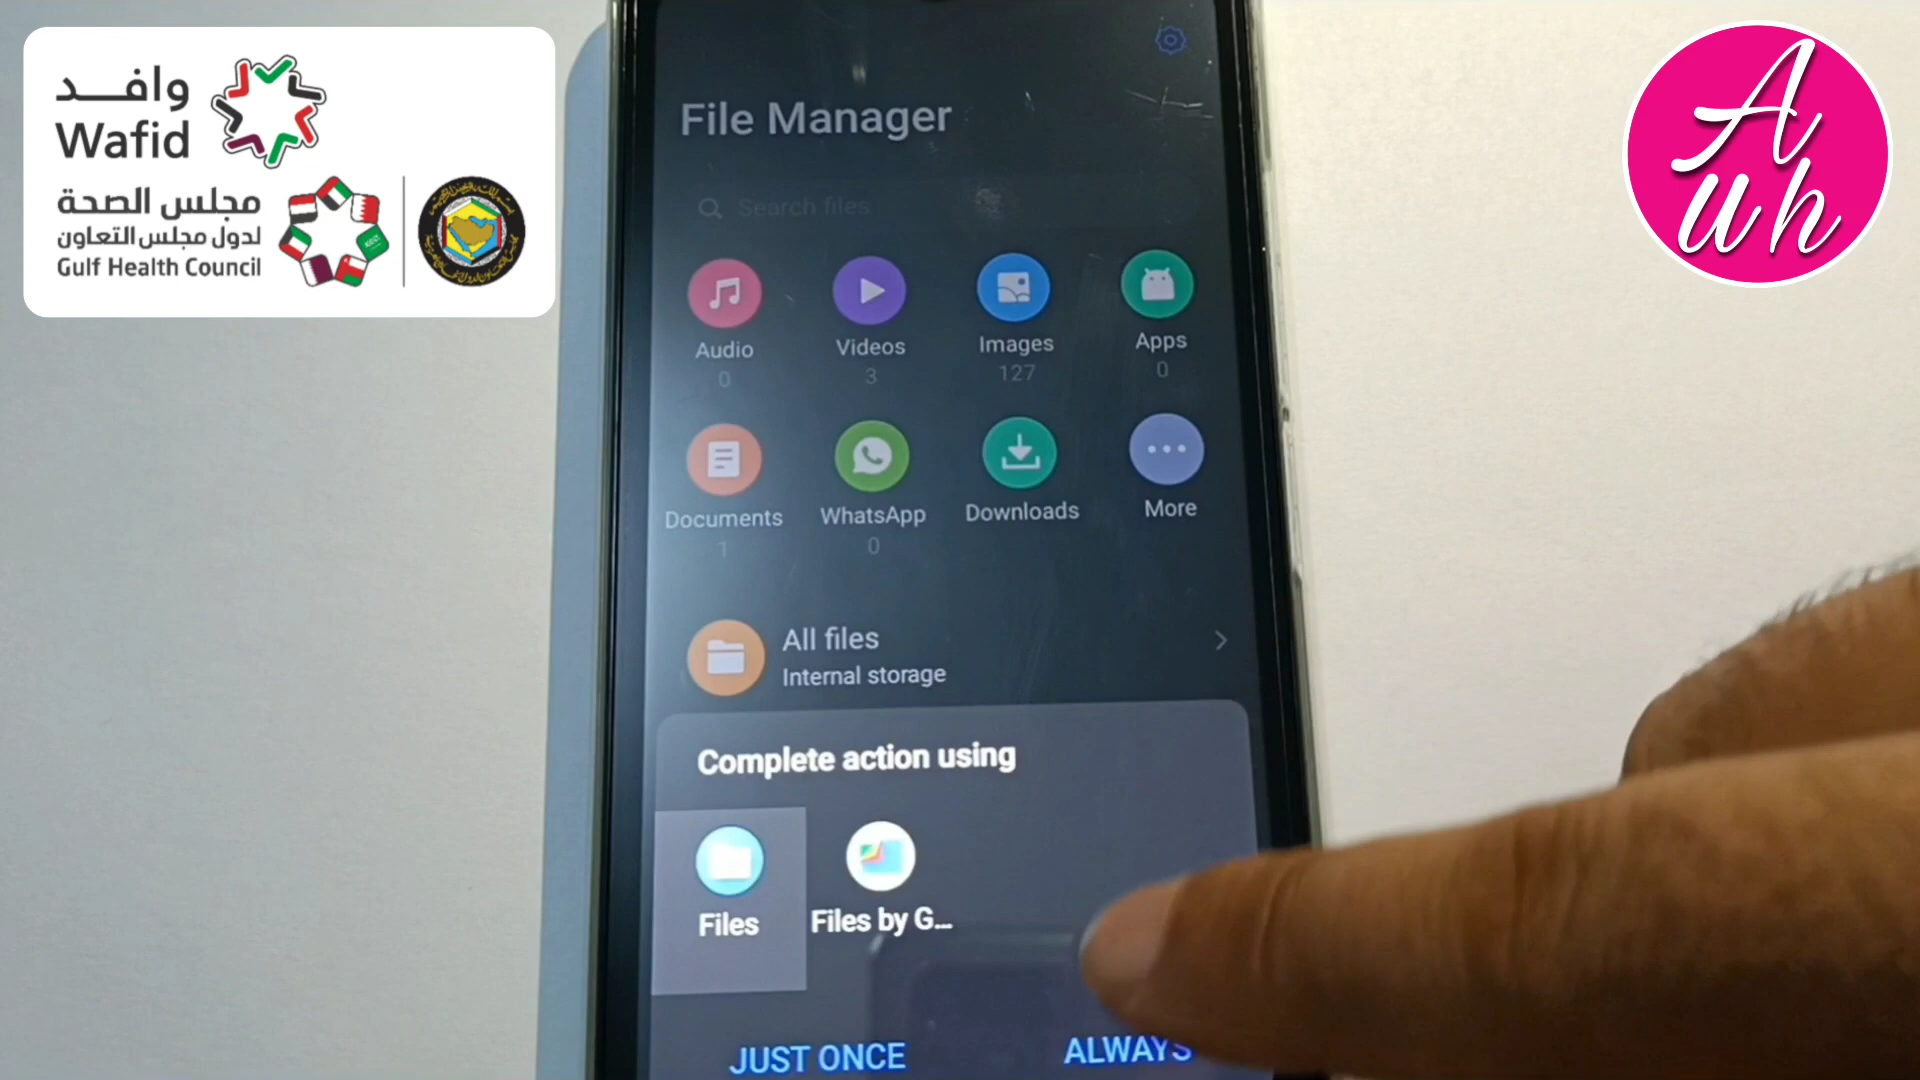 وافد
Wafid
مجلس الصحة
لدول مجلس التعاون
Gulf Health Council
A
wh
File Manager
Search files
Audio
0
Videos
3
Images
127
Apps
0
Documents
1
WhatsApp
0
Downloads
More
All files
Internal storage
Complete action using
Files
Files by G...
JUST ONCE
ALWAYS